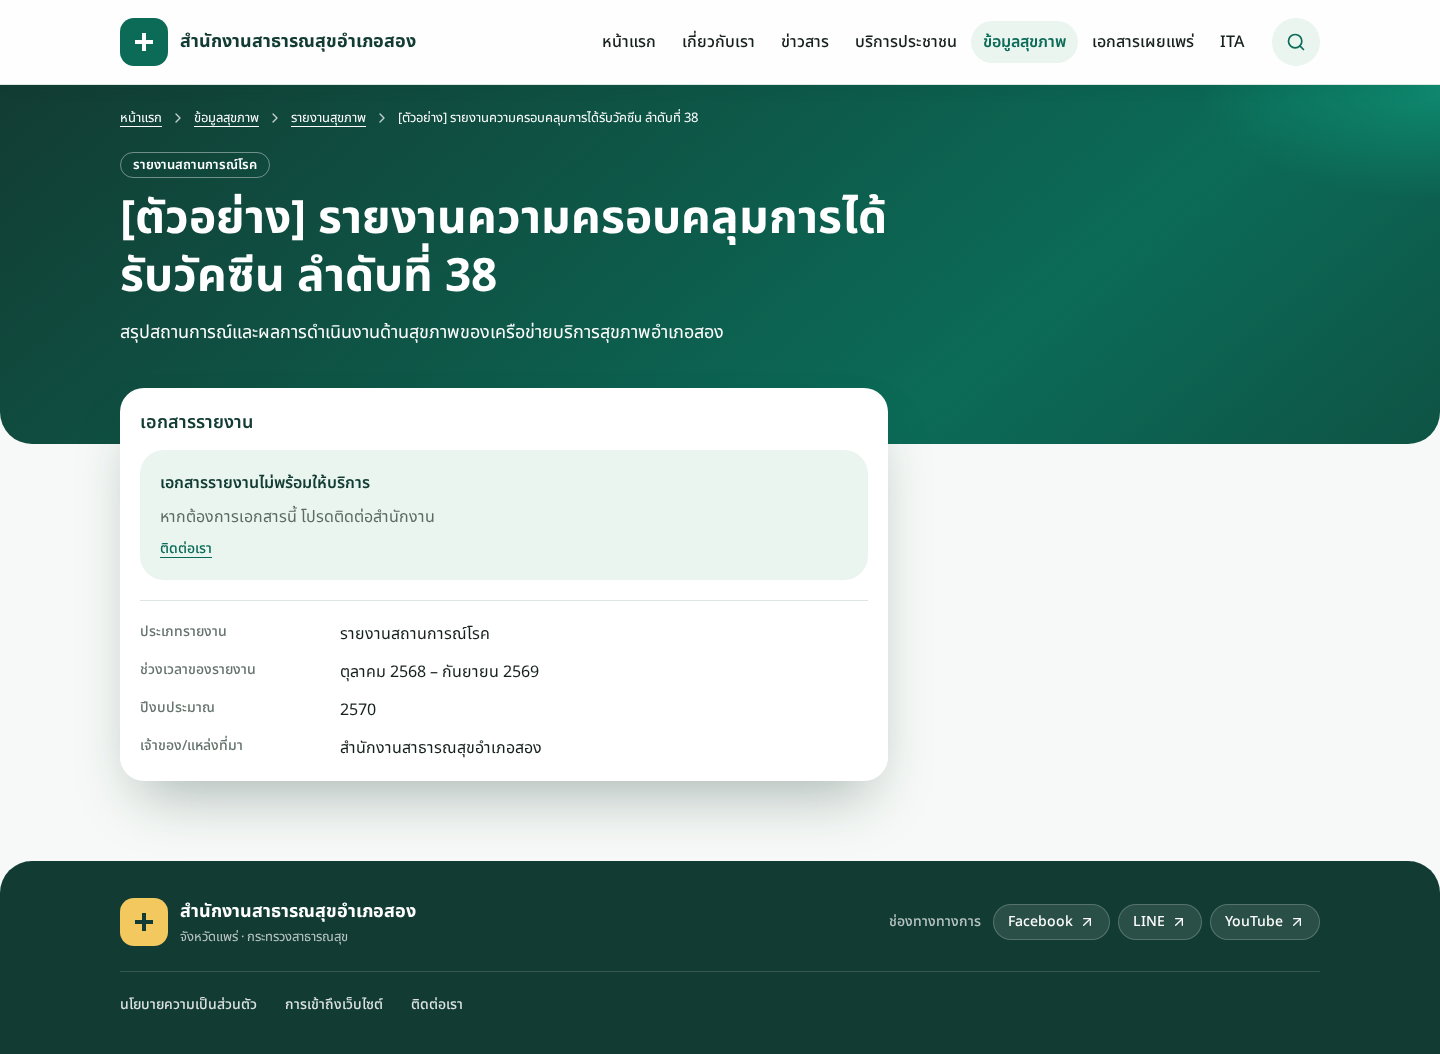 สำนักงานสาธารณสุขอำเภอสอง
หน้าแรก เกี่ยวกับเรา ข่าวสาร บริการประชาชน ข้อมูลสุขภาพ เอกสารเผยแพร่ ITA
หน้าแรก ข้อมูลสุขภาพ รายงานสุขภาพ [ตัวอย่าง] รายงานความครอบคลุมการได้รับวัคซีน ลำดับที่ 38
รายงานสถานการณ์โรค
[ตัวอย่าง] รายงานความครอบคลุมการได้
รับวัคซีน ลำดับที่ 38
สรุปสถานการณ์และผลการดำเนินงานด้านสุขภาพของเครือข่ายบริการสุขภาพอำเภอสอง
เอกสารรายงาน
เอกสารรายงานไม่พร้อมให้บริการ
หากต้องการเอกสารนี้ โปรดติดต่อสำนักงาน
ติดต่อเรา
ประเภทรายงาน รายงานสถานการณ์โรค
ช่วงเวลาของรายงาน ตุลาคม 2568 – กันยายน 2569
ปีงบประมาณ 2570
เจ้าของ/แหล่งที่มา สำนักงานสาธารณสุขอำเภอสอง
สำนักงานสาธารณสุขอำเภอสอง
จังหวัดแพร่ · กระทรวงสาธารณสุข
ช่องทางทางการ Facebook LINE YouTube
นโยบายความเป็นส่วนตัว การเข้าถึงเว็บไซต์ ติดต่อเรา